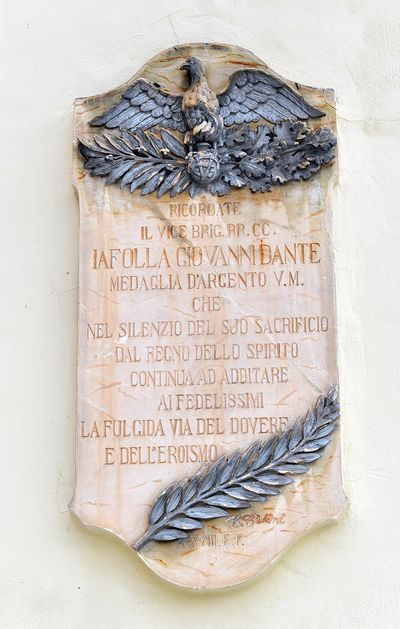 RICORDATE
IL VICE BRIG. RR. CC.
IAFOLLA GIOVANNI DANTE
MEDAGLIA D'ARGENTO V. M.
CHE
NEL SILENZIO DEL SUO SACRIFICIO
DAL REGNO DELLO SPIRITO
CONTINUA AD ADDITARE
AI FEDELISSIMI
LA FULGIDA VIA DEL DOVERE
E DELL'EROISMO